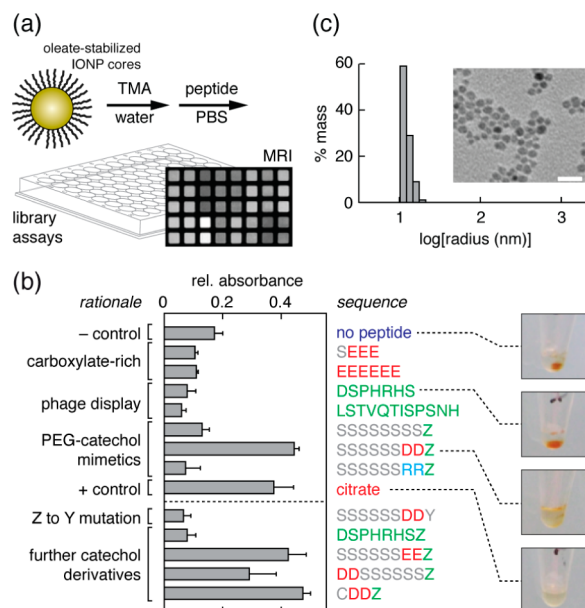 (a)
oleate-stabilized
IONP cores
TMA
water
peptide
PBS
MRI
library
assays
(c)
60
40
20
0
% mass
1
2
3
log[radius (nm)]
(b)
rel. absorbance
rationale
0
0.2
0.4
sequence
– control
no peptide
carboxylate-rich
SEEE
EEEEEE
phage display
DSPHRHS
LSTVQTISPSNH
PEG-catechol
mimetics
SSSSSSSSZ
SSSSSSDDZ
SSSSSSRRZ
+ control
citrate
Z to Y mutation
SSSSSSDDY
further catechol
derivatives
DSPHRHSZ
SSSSSSEEZ
DDSSSSSSZ
CDDZ